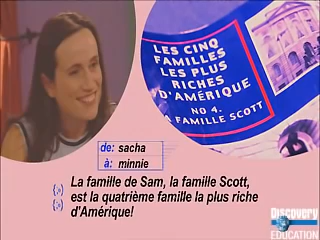 LES CINQ
FAMILLES
LES PLUS
RICHES
D'AMÉRIQUE
NO 4.
LA FAMILLE SCOTT
de: sacha
à: minnie
La famille de Sam, la famille Scott,
est la quatrième famille la plus riche
d'Amérique!
Discovery
EDUCATION